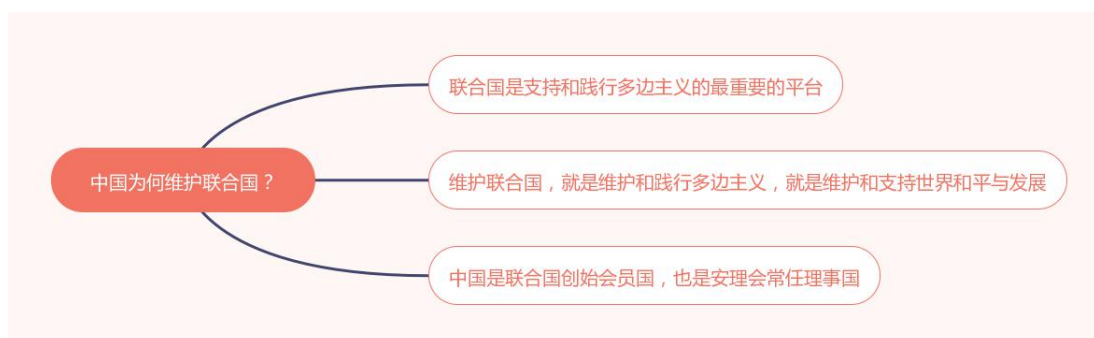 联合国是支持和践行多边主义的最重要的平台
中国为何维护联合国？
维护联合国，就是维护和践行多边主义，就是维护和支持世界和平与发展
中国是联合国创始会员国，也是安理会常任理事国